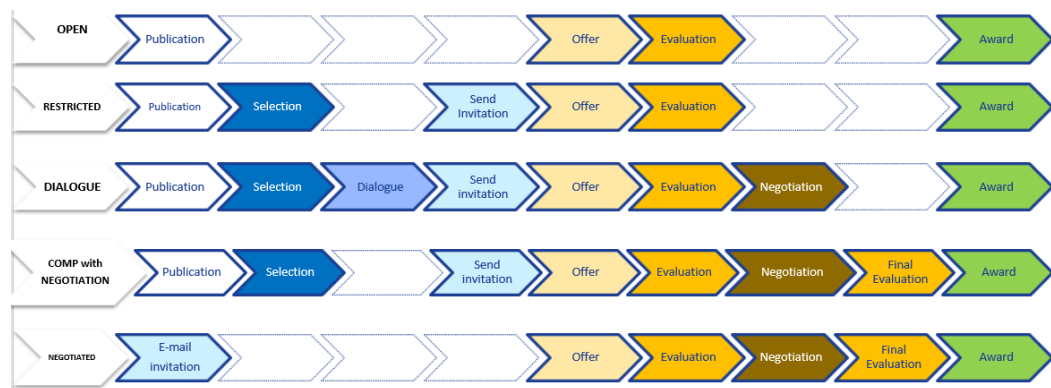 OPEN
Publication
Offer
Evaluation
Award
RESTRICTED
Publication
Selection
Send
Invitation
Offer
Evaluation
Award
DIALOGUE
Publication
Selection
Dialogue
Send
invitation
Offer
Evaluation
Negotiation
Award
COMP with
NEGOTIATION
Publication
Selection
Send
invitation
Offer
Evaluation
Negotiation
Final
Evaluation
Award
NEGOTIATED
E-mail
invitation
Offer
Evaluation
Negotiation
Final
Evaluation
Award